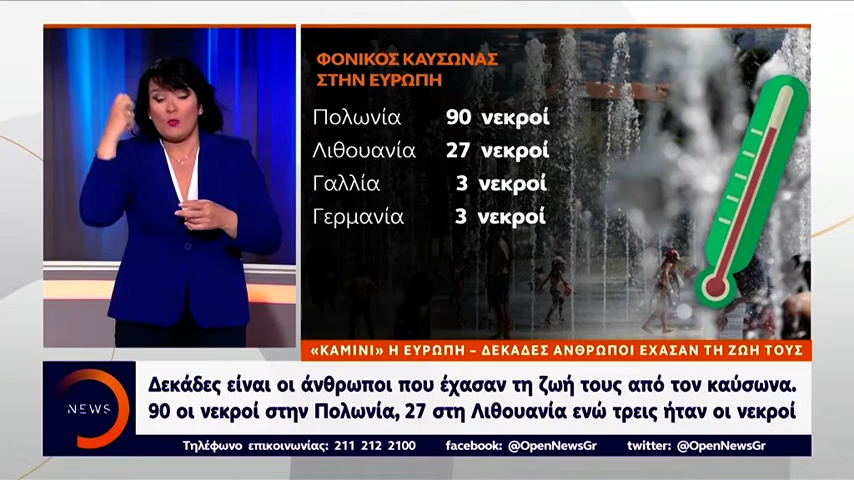 ΦΟΝΙΚΟΣ ΚΑΥΣΩΝΑΣ
ΣΤΗΝ ΕΥΡΩΠΗ
Πολωνία 90 νεκροί
Λιθουανία 27 νεκροί
Γαλλία 3 νεκροί
Γερμανία 3 νεκροί
«ΚΑΜΙΝΙ» Η ΕΥΡΩΠΗ – ΔΕΚΑΔΕΣ ΑΝΘΡΩΠΟΙ ΕΧΑΣΑΝ ΤΗ ΖΩΗ ΤΟΥΣ
NEWS
Δεκάδες είναι οι άνθρωποι που έχασαν τη ζωή τους από τον καύσωνα.
90 οι νεκροί στην Πολωνία, 27 στη Λιθουανία ενώ τρεις ήταν οι νεκροί
Τηλέφωνο επικοινωνίας: 211 212 2100 facebook: @OpenNewsGr twitter: @OpenNewsGr